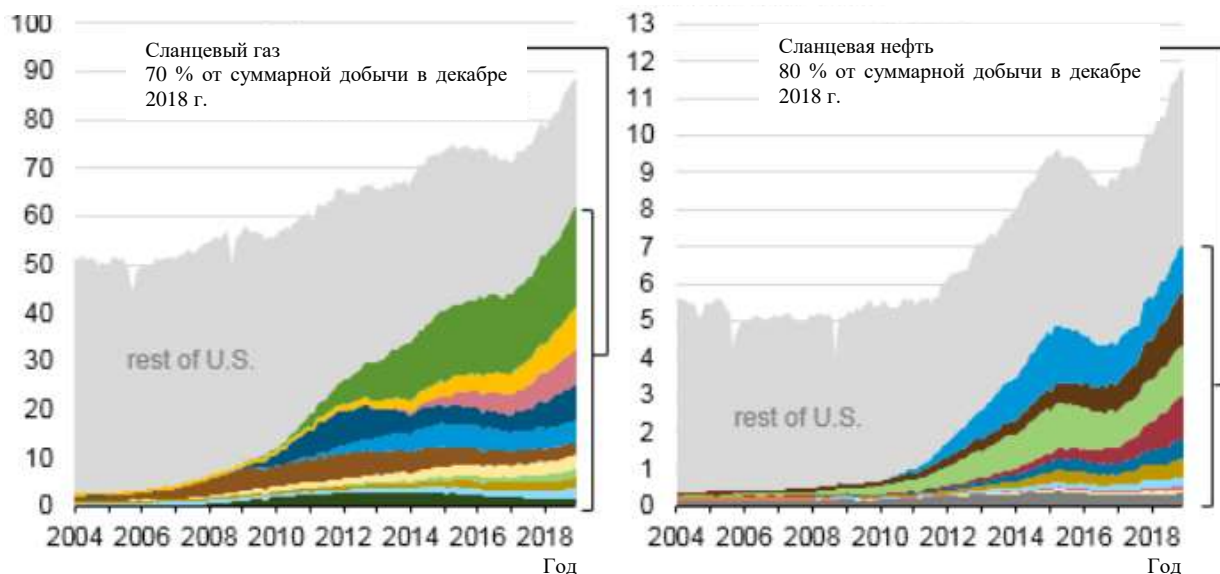 100
90
80
70
60
50
40
30
20
10
0
Сланцевый газ
70 % от суммарной добычи в декабре
2018 г.
rest of U.S.
2004 2006 2008 2010 2012 2014 2016 2018
Год
13
12
11
10
9
8
7
6
5
4
3
2
1
0
Сланцевая нефть
80 % от суммарной добычи в декабре
2018 г.
rest of U.S.
2004 2006 2008 2010 2012 2014 2016 2018
Год